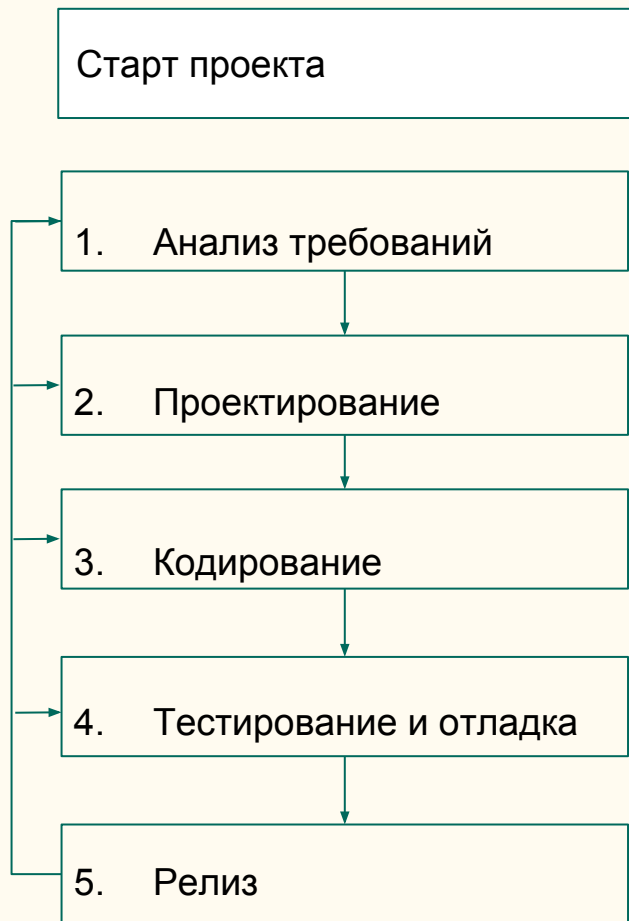 Старт проекта
1. Анализ требований
2. Проектирование
3. Кодирование
4. Тестирование и отладка
5. Релиз